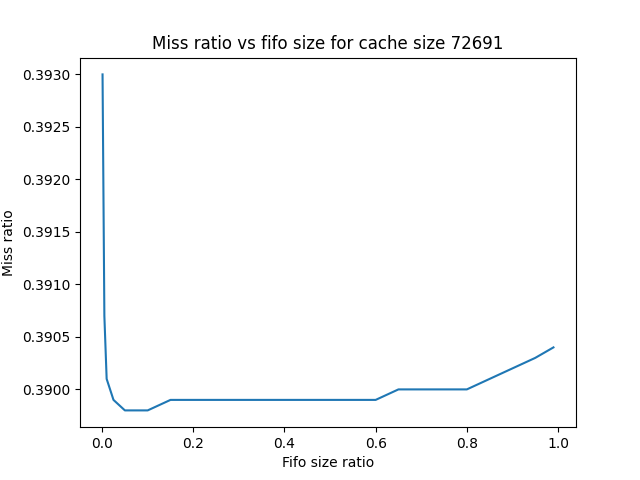 Miss ratio vs fifo size for cache size 72691
0.3930
0.3925
0.3920
0.3915
0.3910
0.3905
0.3900
Miss ratio
0.0 0.2 0.4 0.6 0.8 1.0
Fifo size ratio